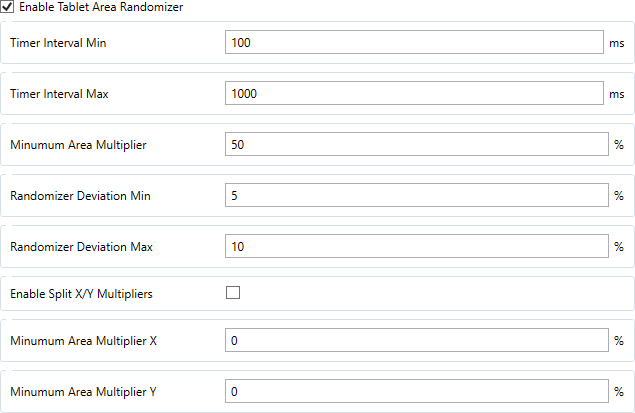 Enable Tablet Area Randomizer
Timer Interval Min 100 ms
Timer Interval Max 1000 ms
Minumum Area Multiplier 50 %
Randomizer Deviation Min 5 %
Randomizer Deviation Max 10 %
Enable Split X/Y Multipliers
Minumum Area Multiplier X 0 %
Minumum Area Multiplier Y 0 %